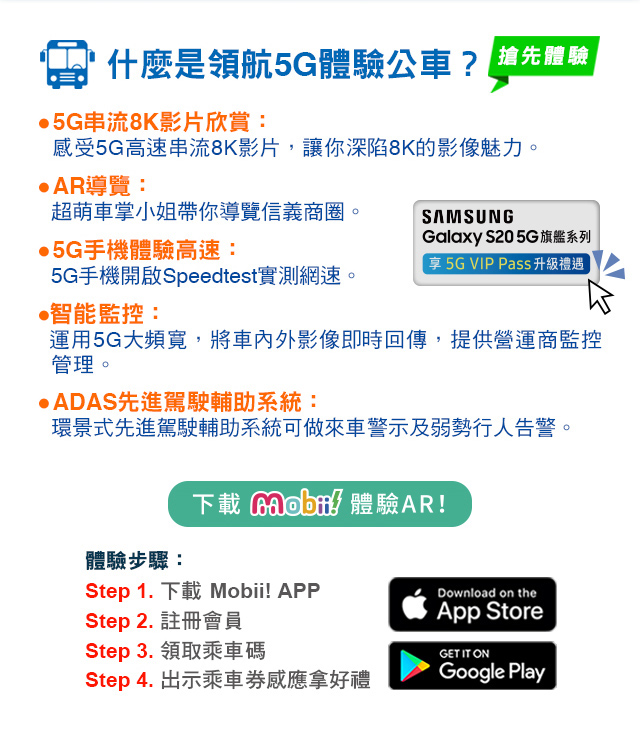 什麼是領航5G體驗公車？ 搶先體驗
●5G串流8K影片欣賞：
感受5G高速串流8K影片，讓你深陷8K的影像魅力。
●AR導覽：
超萌車掌小姐帶你導覽信義商圈。
SAMSUNG
Galaxy S20 5G旗艦系列
享 5G VIP Pass升級禮遇
●5G手機體驗高速：
5G手機開啟Speedtest實測網速。
●智能監控：
運用5G大頻寬，將車內外影像即時回傳，提供營運商監控
管理。
●ADAS先進駕駛輔助系統：
環景式先進駕駛輔助系統可做來車警示及弱勢行人告警。
下載 Mobii! 體驗AR!
體驗步驟：
Step 1. 下載 Mobii! APP
Step 2. 註冊會員
Step 3. 領取乘車碼
Step 4. 出示乘車券感應拿好禮
Download on the
App Store
GET IT ON
Google Play